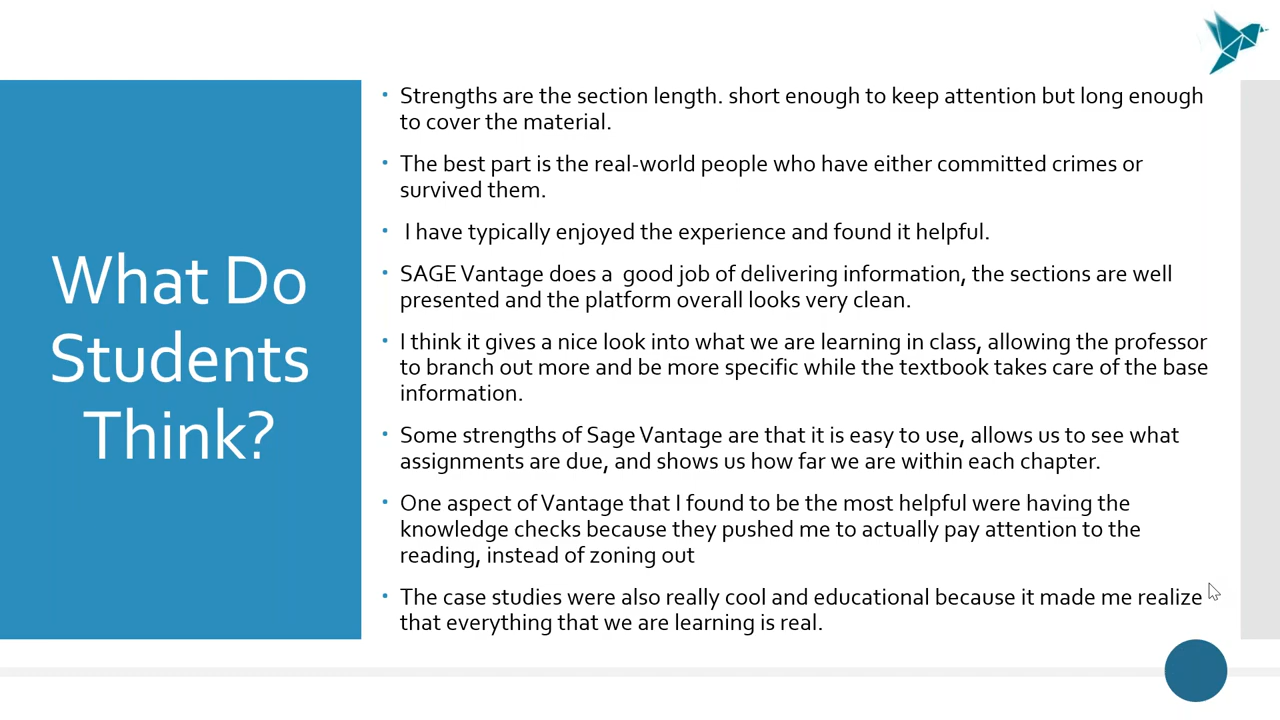 What Do
Students
Think?
• Strengths are the section length. short enough to keep attention but long enough
to cover the material.
• The best part is the real-world people who have either committed crimes or
survived them.
• I have typically enjoyed the experience and found it helpful.
• SAGE Vantage does a  good job of delivering information, the sections are well
presented and the platform overall looks very clean.
• I think it gives a nice look into what we are learning in class, allowing the professor
to branch out more and be more specific while the textbook takes care of the base
information.
• Some strengths of Sage Vantage are that it is easy to use, allows us to see what
assignments are due, and shows us how far we are within each chapter.
• One aspect of Vantage that I found to be the most helpful were having the
knowledge checks because they pushed me to actually pay attention to the
reading, instead of zoning out
• The case studies were also really cool and educational because it made me realize
that everything that we are learning is real.